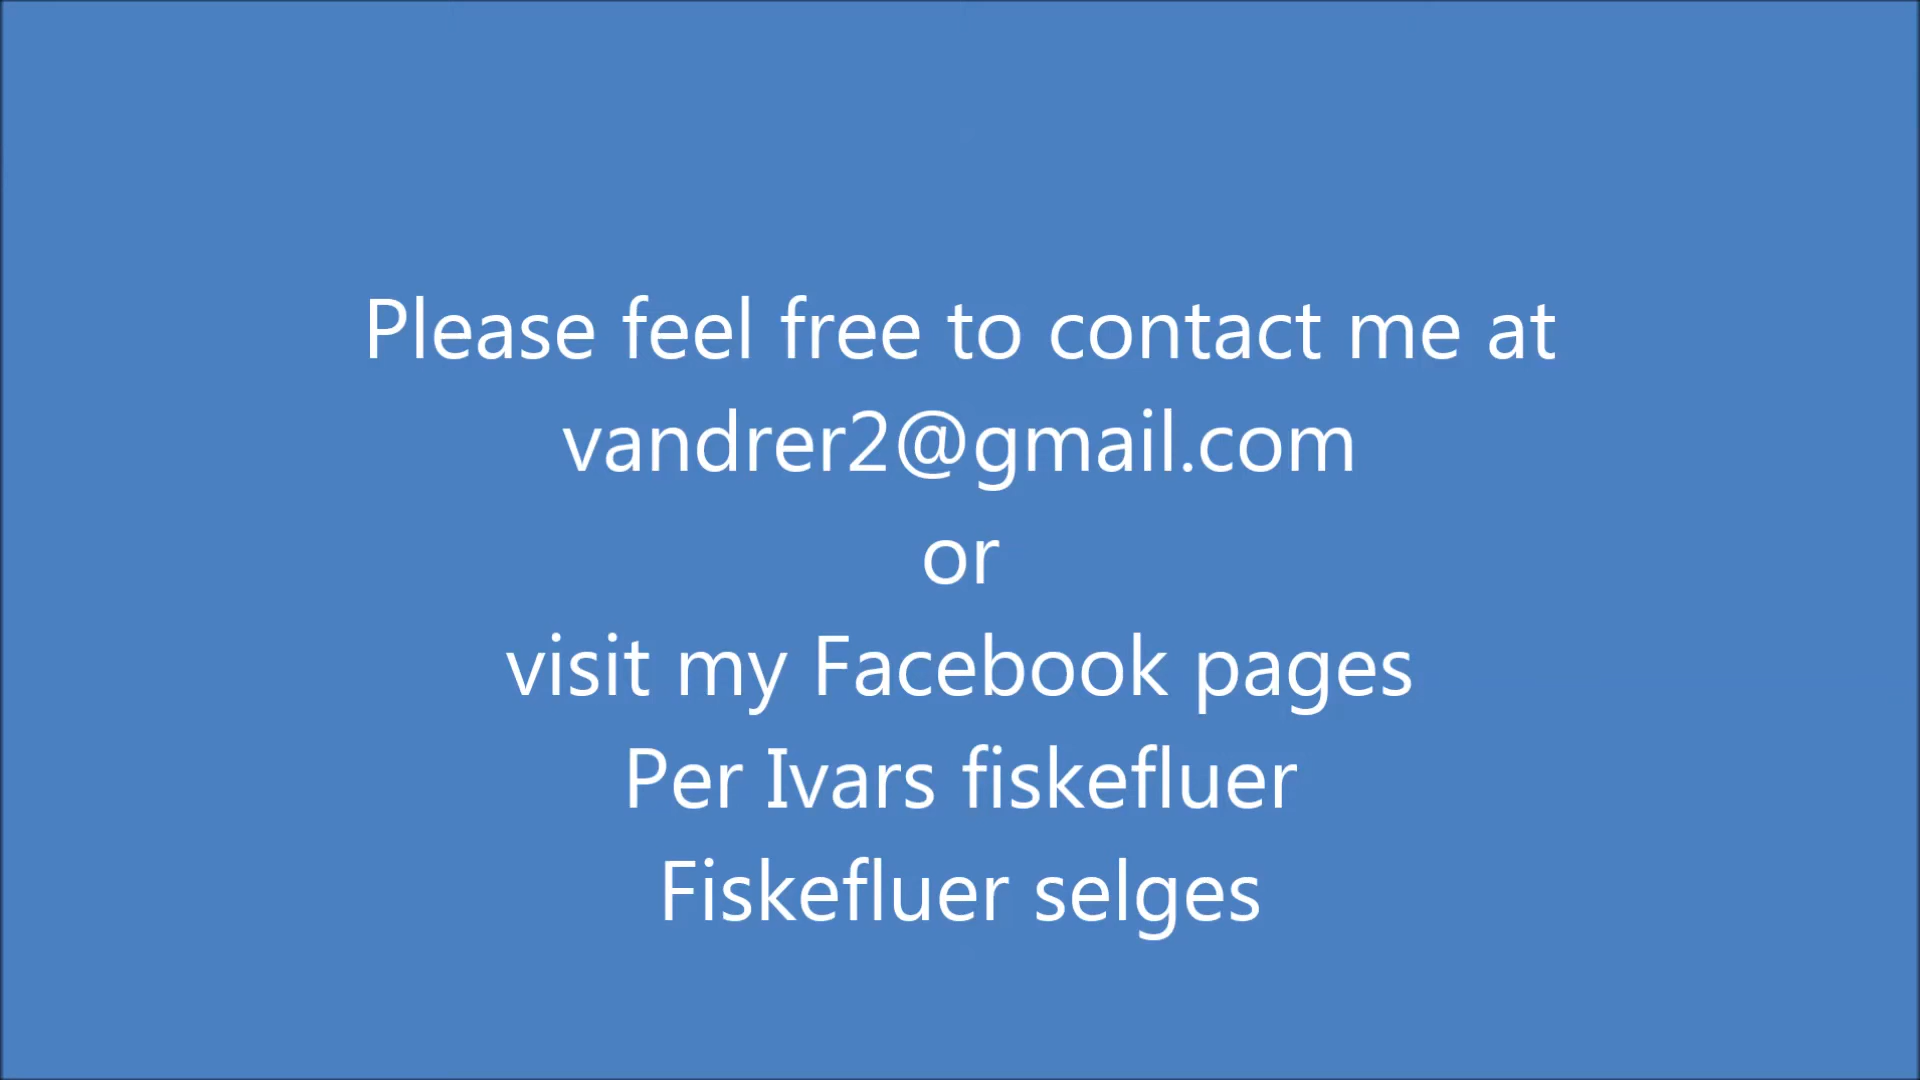 Please feel free to contact me at
vandrer2@gmail.com
or
visit my Facebook pages
Per Ivars fiskefluer
Fiskefluer selges